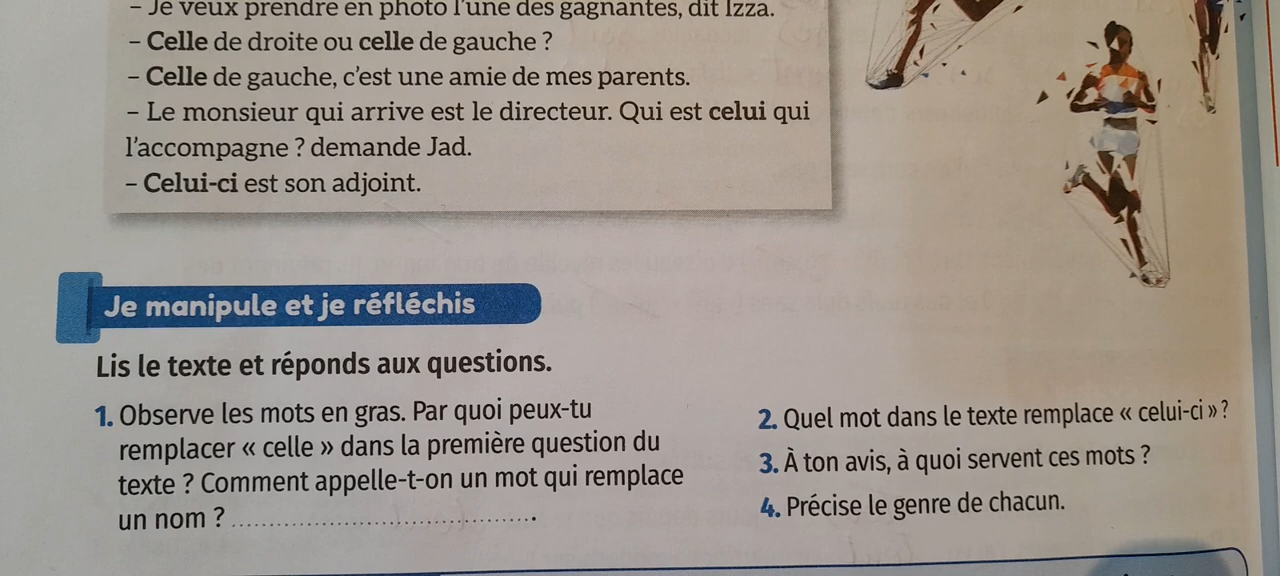 – Je veux prendre en photo l'une des gagnantes, dit Izza.
– Celle de droite ou celle de gauche ?
– Celle de gauche, c'est une amie de mes parents.
– Le monsieur qui arrive est le directeur. Qui est celui qui
l'accompagne ? demande Jad.
– Celui-ci est son adjoint.
Je manipule et je réfléchis
Lis le texte et réponds aux questions.
1. Observe les mots en gras. Par quoi peux-tu
remplacer « celle » dans la première question du
texte ? Comment appelle-t-on un mot qui remplace
un nom ? ........................................
2. Quel mot dans le texte remplace « celui-ci » ?
3. À ton avis, à quoi servent ces mots ?
4. Précise le genre de chacun.